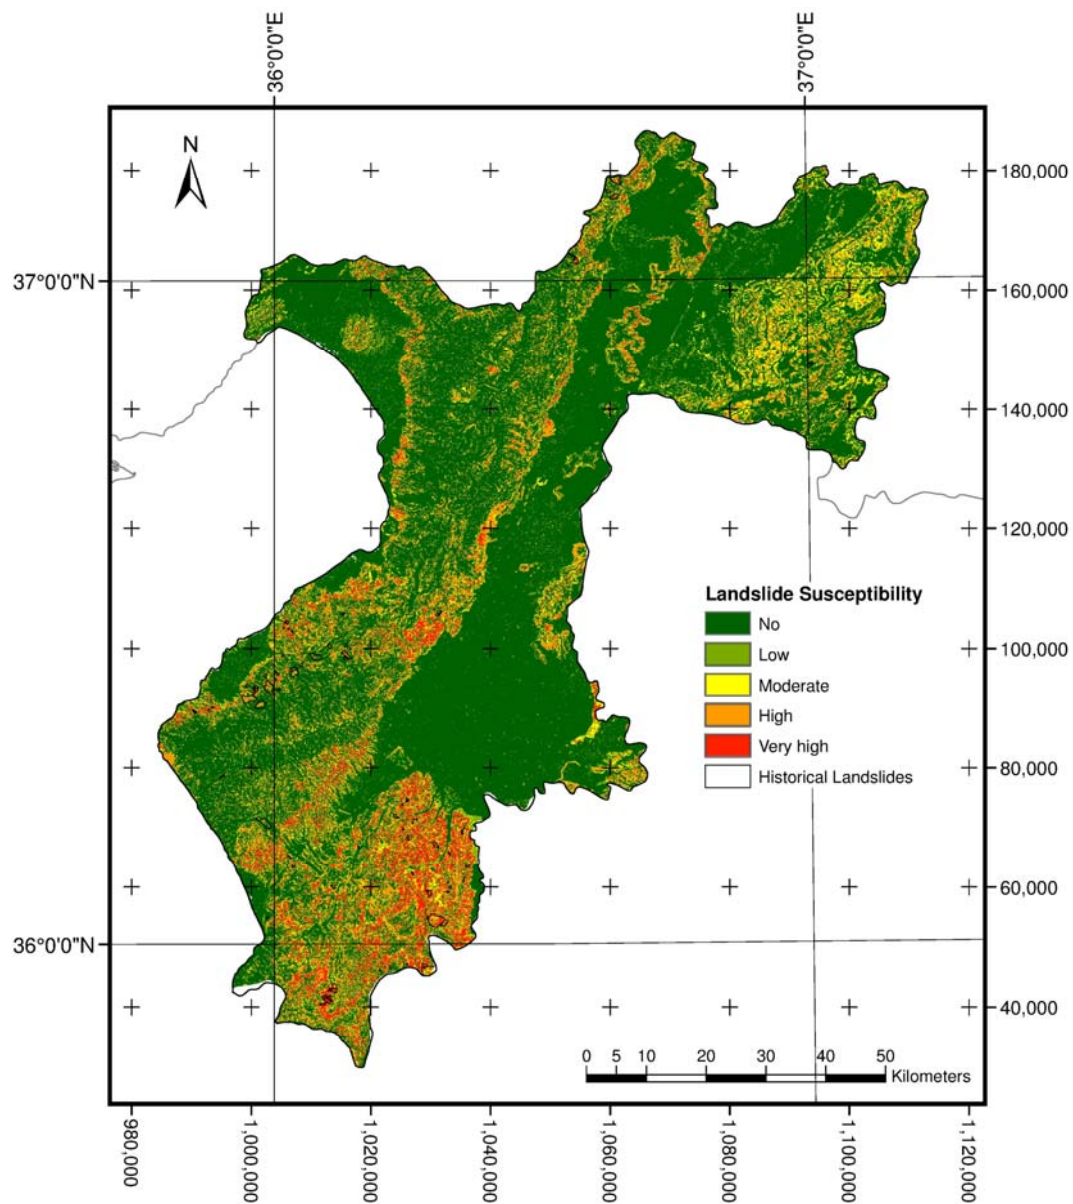 36°0'0"E
37°0'0"E
N
180,000
37°0'0"N
160,000
140,000
120,000
Landslide Susceptibility
No
Low
100,000
Moderate
High
Very high
80,000
Historical Landslides
60,000
36°0'0"N
40,000
0 5 10 20 30 40 50
Kilometers
980,000
1,000,000
1,020,000
1,040,000
1,060,000
1,080,000
1,100,000
1,120,000